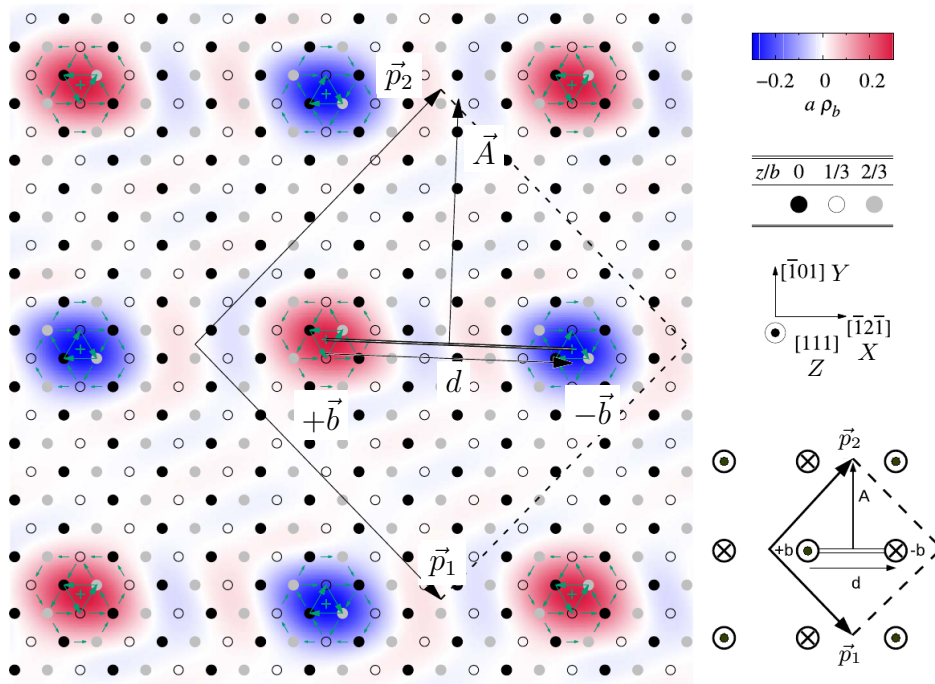 p⃗₂
A⃗
d
+b⃗
−b⃗
p⃗₁
−0.2 0 0.2
a ρ_b
z/b 0 1/3 2/3
[1̅01] Y
[111] [1̅21̅]
Z X
p⃗₂
A
+b -b
d
p⃗₁